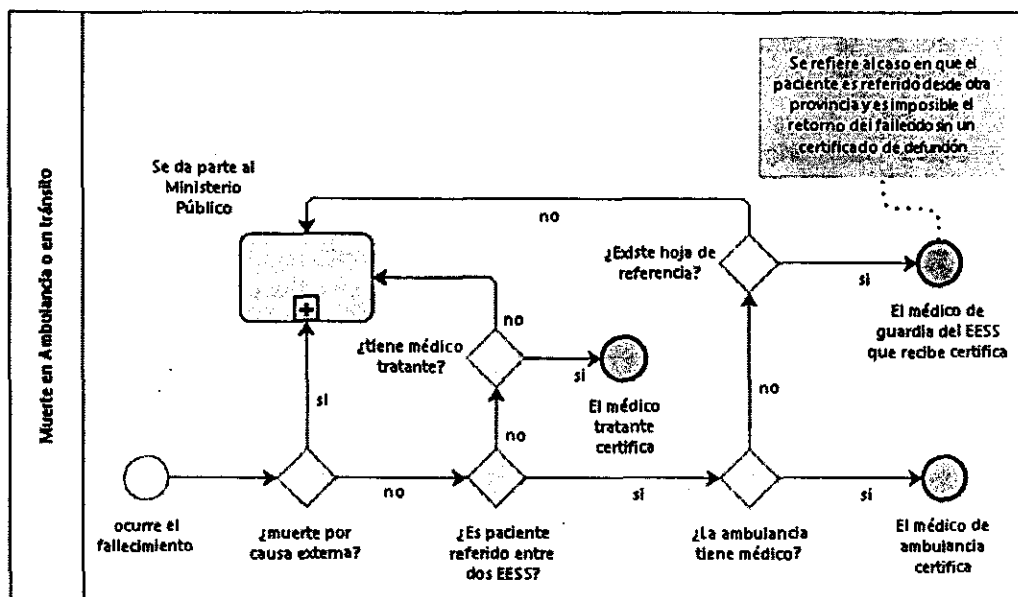 Muerte en Ambulancia o en tránsito
Se refiere al caso en que el
paciente es referido desde otra
provincia y es imposible el
retorno del fallecido sin un
certificado de defunción
Se da parte al
Ministerio
Público
no
¿Existe hoja de
referencia?
si
El médico de
guardia del EESS
que recibe certifica
no
¿tiene médico
tratante?
si
El médico
tratante
certifica
si
no
no
ocurre el
fallecimiento
¿muerte por
causa externa?
no
¿Es paciente
referido entre
dos EESS?
si
¿La ambulancia
tiene médico?
si
El médico de
ambulancia
certifica